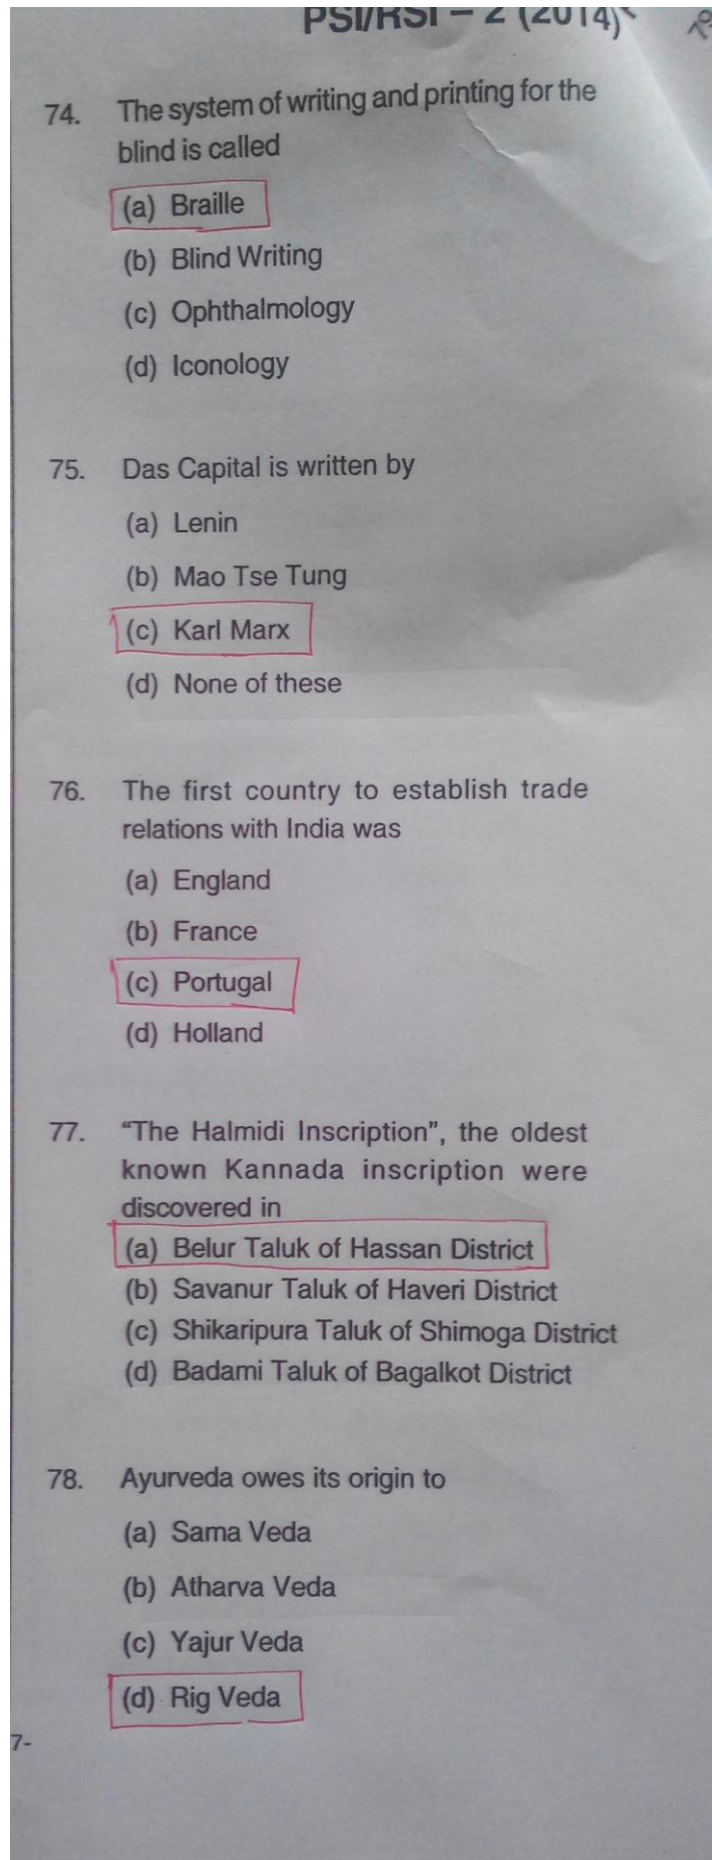 PSI/RSI – 2 (2014)
74. The system of writing and printing for the
blind is called
(a) Braille
(b) Blind Writing
(c) Ophthalmology
(d) Iconology
75. Das Capital is written by
(a) Lenin
(b) Mao Tse Tung
(c) Karl Marx
(d) None of these
76. The first country to establish trade
relations with India was
(a) England
(b) France
(c) Portugal
(d) Holland
77. “The Halmidi Inscription”, the oldest
known Kannada inscription were
discovered in
(a) Belur Taluk of Hassan District
(b) Savanur Taluk of Haveri District
(c) Shikaripura Taluk of Shimoga District
(d) Badami Taluk of Bagalkot District
78. Ayurveda owes its origin to
(a) Sama Veda
(b) Atharva Veda
(c) Yajur Veda
(d) Rig Veda
7-